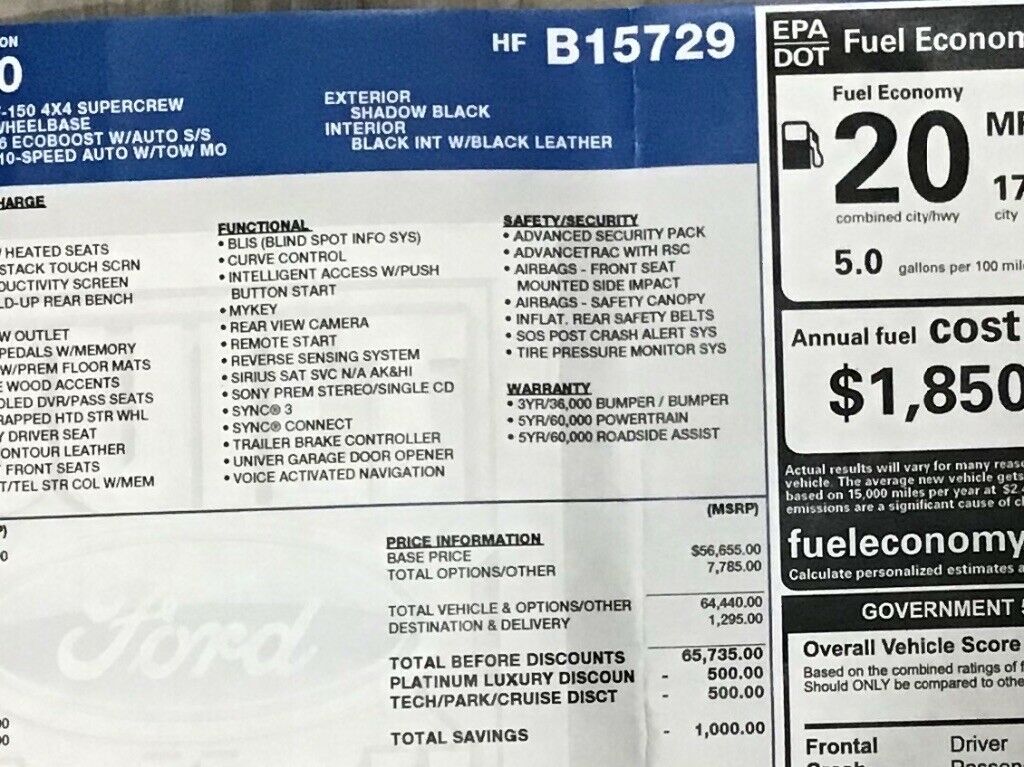 ON
0
HF B15729
-150 4X4 SUPERCREW
WHEELBASE
6 ECOBOOST W/AUTO S/S
10-SPEED AUTO W/TOW MO
EXTERIOR
SHADOW BLACK
INTERIOR
BLACK INT W/BLACK LEATHER
HARGE
HEATED SEATS
STACK TOUCH SCRN
DUCTIVITY SCREEN
LD-UP REAR BENCH
W OUTLET
PEDALS W/MEMORY
W/PREM FLOOR MATS
WOOD ACCENTS
OLED DVR/PASS SEATS
RAPPED HTD STR WHL
Y DRIVER SEAT
ONTOUR LEATHER
FRONT SEATS
T/TEL STR COL W/MEM
FUNCTIONAL
• BLIS (BLIND SPOT INFO SYS)
• CURVE CONTROL
• INTELLIGENT ACCESS W/PUSH
BUTTON START
• MYKEY
• REAR VIEW CAMERA
• REMOTE START
• REVERSE SENSING SYSTEM
• SIRIUS SAT SVC N/A AK&HI
• SONY PREM STEREO/SINGLE CD
• SYNC® 3
• SYNC® CONNECT
• TRAILER BRAKE CONTROLLER
• UNIVER GARAGE DOOR OPENER
• VOICE ACTIVATED NAVIGATION
SAFETY/SECURITY
• ADVANCED SECURITY PACK
• ADVANCETRAC WITH RSC
• AIRBAGS - FRONT SEAT
MOUNTED SIDE IMPACT
• AIRBAGS - SAFETY CANOPY
• INFLAT. REAR SAFETY BELTS
• SOS POST CRASH ALERT SYS
• TIRE PRESSURE MONITOR SYS
WARRANTY
• 3YR/36,000 BUMPER / BUMPER
• 5YR/60,000 POWERTRAIN
• 5YR/60,000 ROADSIDE ASSIST
(MSRP)
PRICE INFORMATION
BASE PRICE $56,655.00
TOTAL OPTIONS/OTHER 7,785.00
TOTAL VEHICLE & OPTIONS/OTHER 64,440.00
DESTINATION & DELIVERY 1,295.00
TOTAL BEFORE DISCOUNTS 65,735.00
PLATINUM LUXURY DISCOUN - 500.00
TECH/PARK/CRUISE DISCT - 500.00
TOTAL SAVINGS - 1,000.00
Ford
EPA
DOT
Fuel Econom
Fuel Economy
20 MP
combined city/hwy
17
city
5.0 gallons per 100 mile
Annual fuel cost
$1,850
Actual results will vary for many reaso
vehicle. The average new vehicle gets
based on 15,000 miles per year at $2.
emissions are a significant cause of c
fueleconomy
Calculate personalized estimates a
GOVERNMENT 5
Overall Vehicle Score
Based on the combined ratings of f
Should ONLY be compared to othe
Frontal Driver
Crash Passen